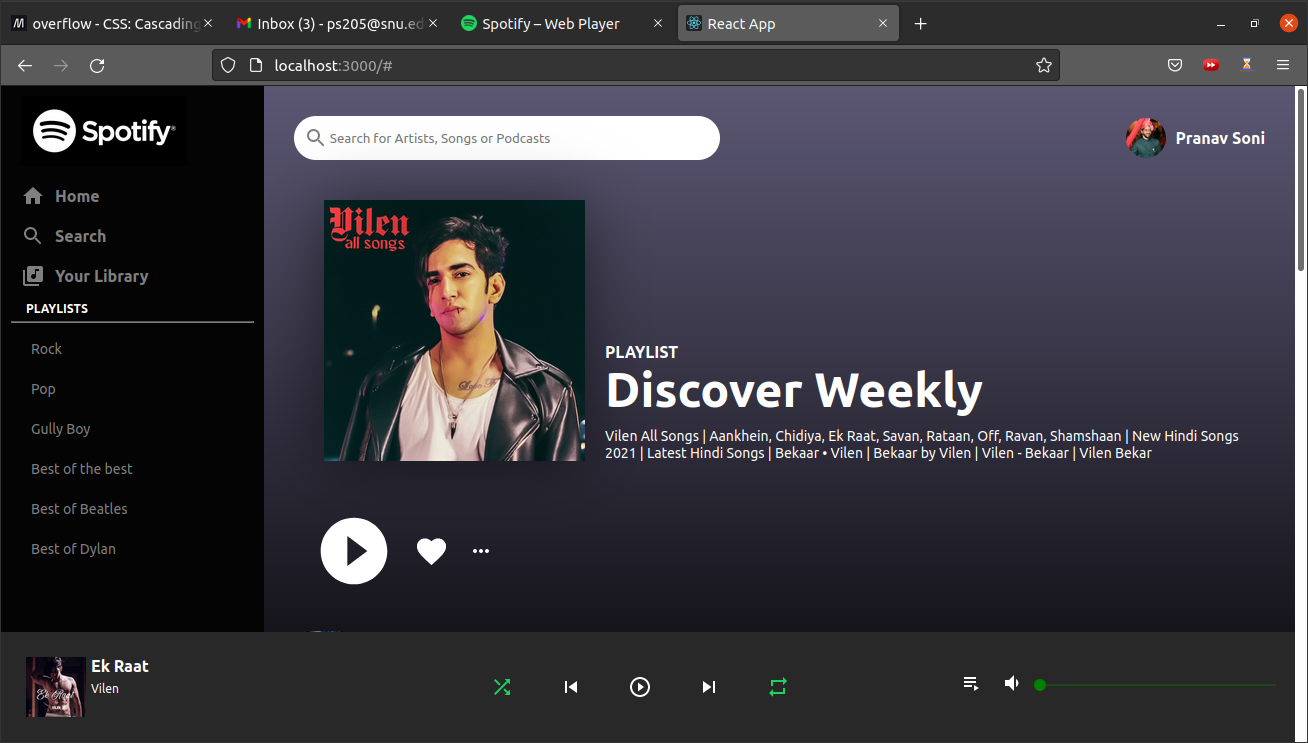 overflow - CSS: Cascading
Inbox (3) - ps205@snu.ed
Spotify – Web Player
React App
localhost:3000/#
Spotify®
Search for Artists, Songs or Podcasts
Pranav Soni
Home
Search
Your Library
PLAYLISTS
Rock
Pop
Gully Boy
Best of the best
Best of Beatles
Best of Dylan
Vilen
all songs
PLAYLIST
Discover Weekly
Vilen All Songs | Aankhein, Chidiya, Ek Raat, Savan, Rataan, Off, Ravan, Shamshaan | New Hindi Songs
2021 | Latest Hindi Songs | Bekaar • Vilen | Bekaar by Vilen | Vilen - Bekaar | Vilen Bekar
Ek Raat
Ek Raat
Vilen